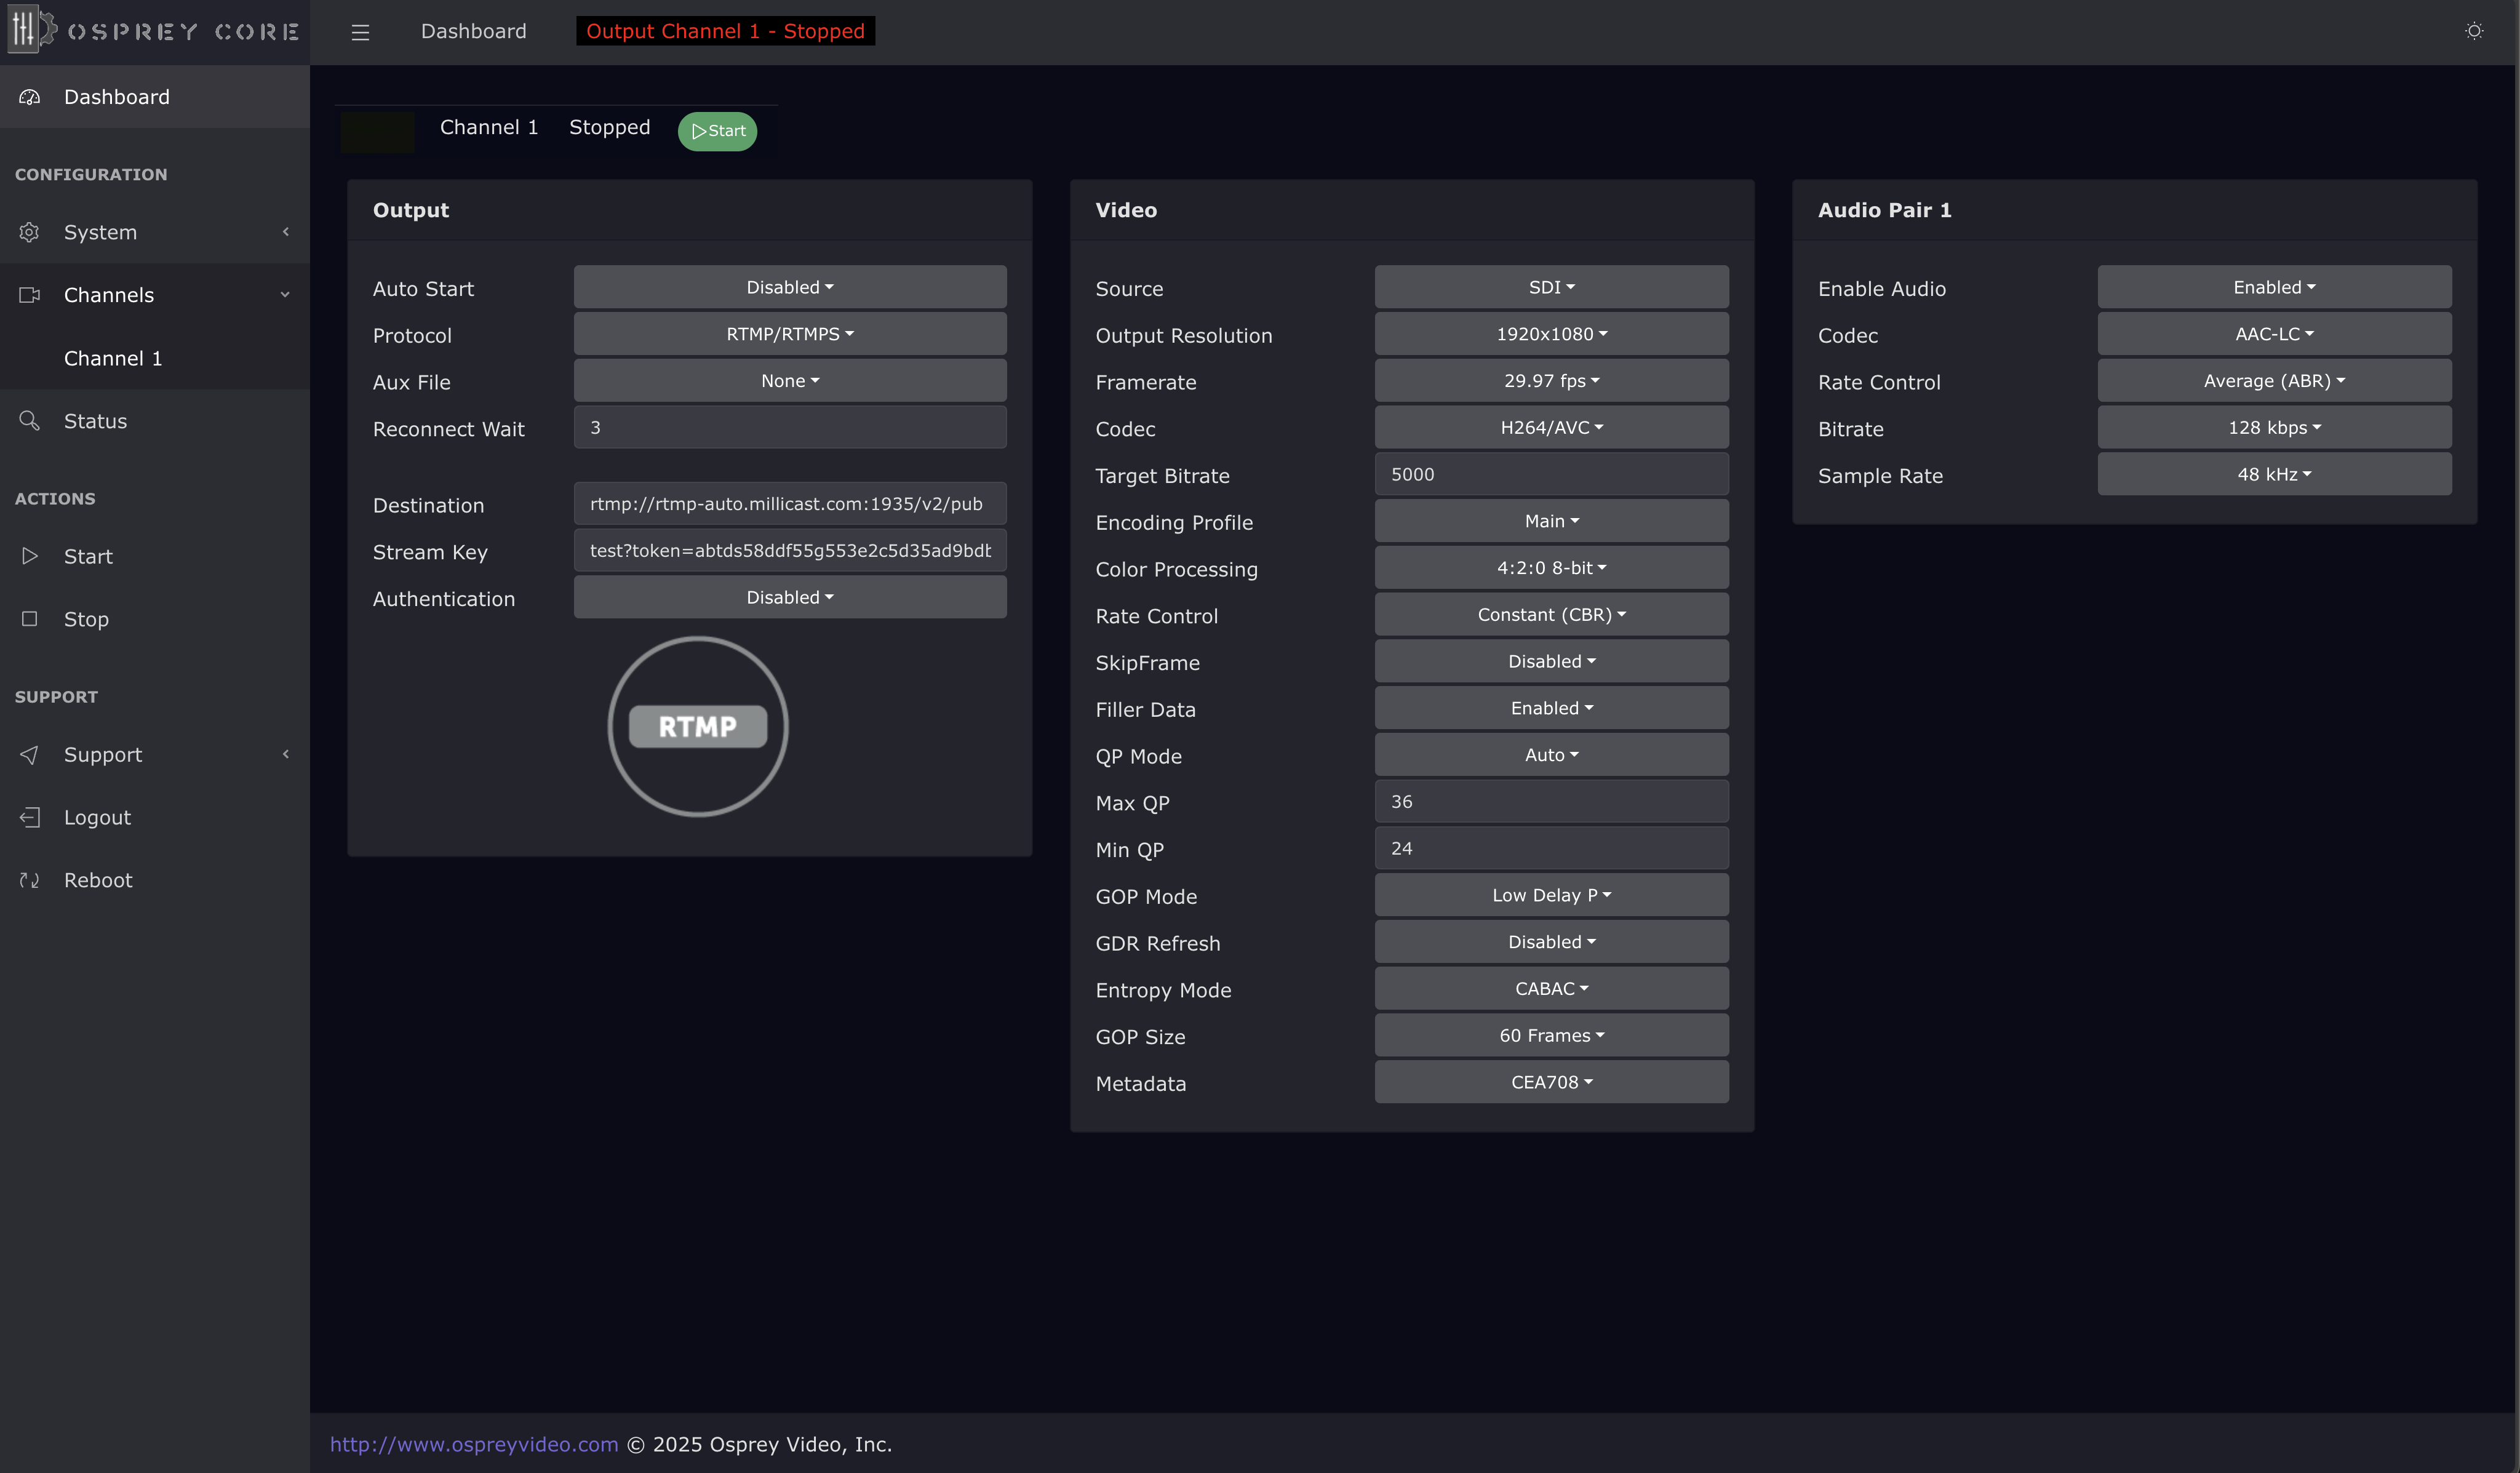 OSPREY CORE
Dashboard
Output Channel 1 - Stopped
Dashboard
CONFIGURATION
System
Channels
Channel 1
Status
ACTIONS
Start
Stop
SUPPORT
Support
Logout
Reboot
Channel 1 Stopped Start
Output
Auto Start Disabled
Protocol RTMP/RTMPS
Aux File None
Reconnect Wait 3
Destination rtmp://rtmp-auto.millicast.com:1935/v2/pub
Stream Key test?token=abtds58ddf55g553e2c5d35ad9bdt
Authentication Disabled
RTMP
Video
Source SDI
Output Resolution 1920x1080
Framerate 29.97 fps
Codec H264/AVC
Target Bitrate 5000
Encoding Profile Main
Color Processing 4:2:0 8-bit
Rate Control Constant (CBR)
SkipFrame Disabled
Filler Data Enabled
QP Mode Auto
Max QP 36
Min QP 24
GOP Mode Low Delay P
GDR Refresh Disabled
Entropy Mode CABAC
GOP Size 60 Frames
Metadata CEA708
Audio Pair 1
Enable Audio Enabled
Codec AAC-LC
Rate Control Average (ABR)
Bitrate 128 kbps
Sample Rate 48 kHz
http://www.ospreyvideo.com © 2025 Osprey Video, Inc.